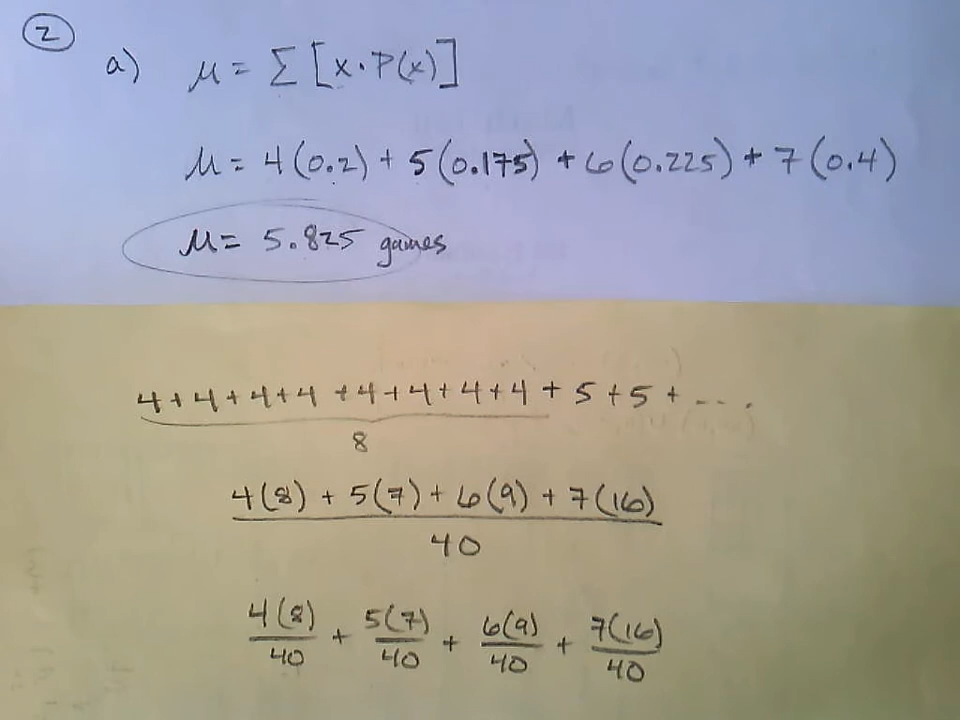 2
a) μ = Σ [x · P(x)]
μ = 4(0.2) + 5(0.175) + 6(0.225) + 7(0.4)
μ = 5.825 games
4+4+4+4+4+4+4+4+5+5+....
8
4(8) + 5(7) + 6(9) + 7(16)
40
4(8)/40 + 5(7)/40 + 6(9)/40 + 7(16)/40